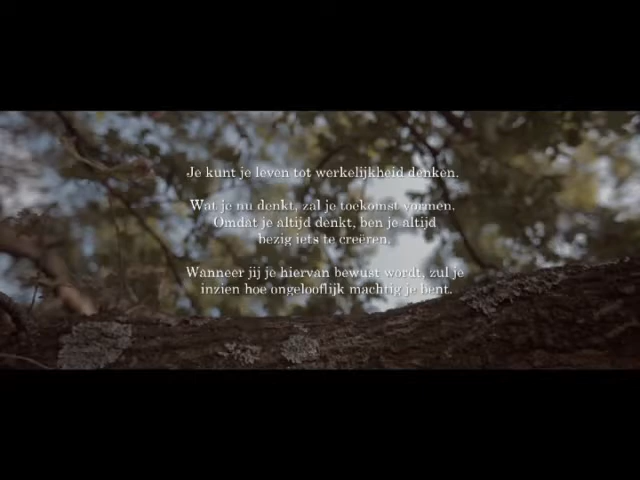 Je kunt je leven tot werkelijkheid denken.
Wat je nu denkt, zal je toekomst vormen.
Omdat je altijd denkt, ben je altijd
bezig iets te creëren.
Wanneer jij je hiervan bewust wordt, zul je
inzien hoe ongelooflijk machtig je bent.